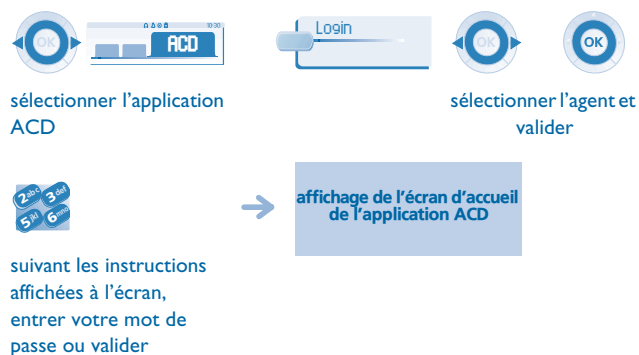 OK
10:30
ACD
Login
OK
OK
sélectionner l'application
ACD
sélectionner l'agent et
valider
2abc 3def
5jkl 6mno
affichage de l'écran d'accueil
de l'application ACD
suivant les instructions
affichées à l'écran,
entrer votre mot de
passe ou valider